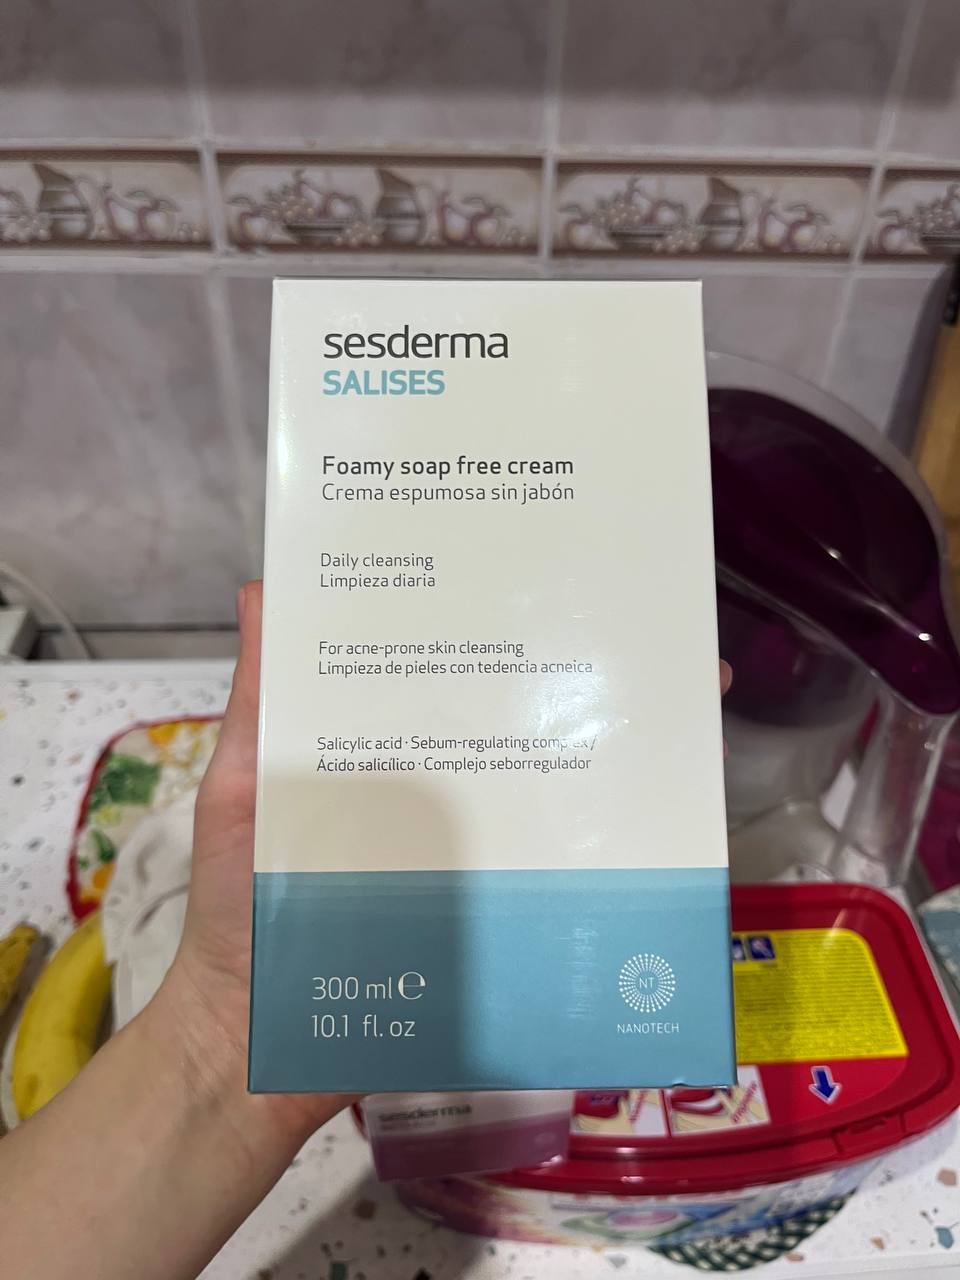 sesderma
SALISES
Foamy soap free cream
Crema espumosa sin jabón
Daily cleansing
Limpieza diaria
For acne-prone skin cleansing
Limpieza de pieles con tedencia acneica
Salicylic acid · Sebum-regulating complex /
Ácido salicílico · Complejo seborregulador
300 ml ℮
10.1 fl. oz
NT
NANOTECH
sesderma